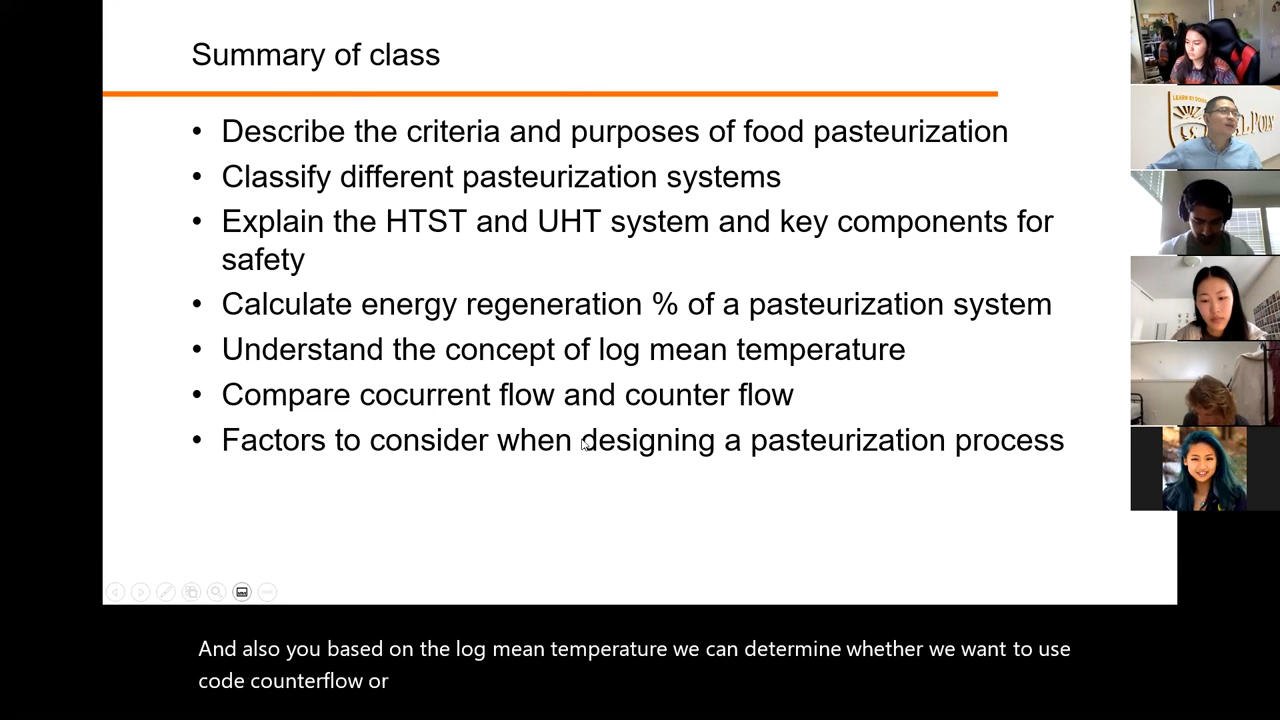 Summary of class
• Describe the criteria and purposes of food pasteurization
• Classify different pasteurization systems
• Explain the HTST and UHT system and key components for
safety
• Calculate energy regeneration % of a pasteurization system
• Understand the concept of log mean temperature
• Compare cocurrent flow and counter flow
• Factors to consider when designing a pasteurization process
And also you based on the log mean temperature we can determine whether we want to use
code counterflow or